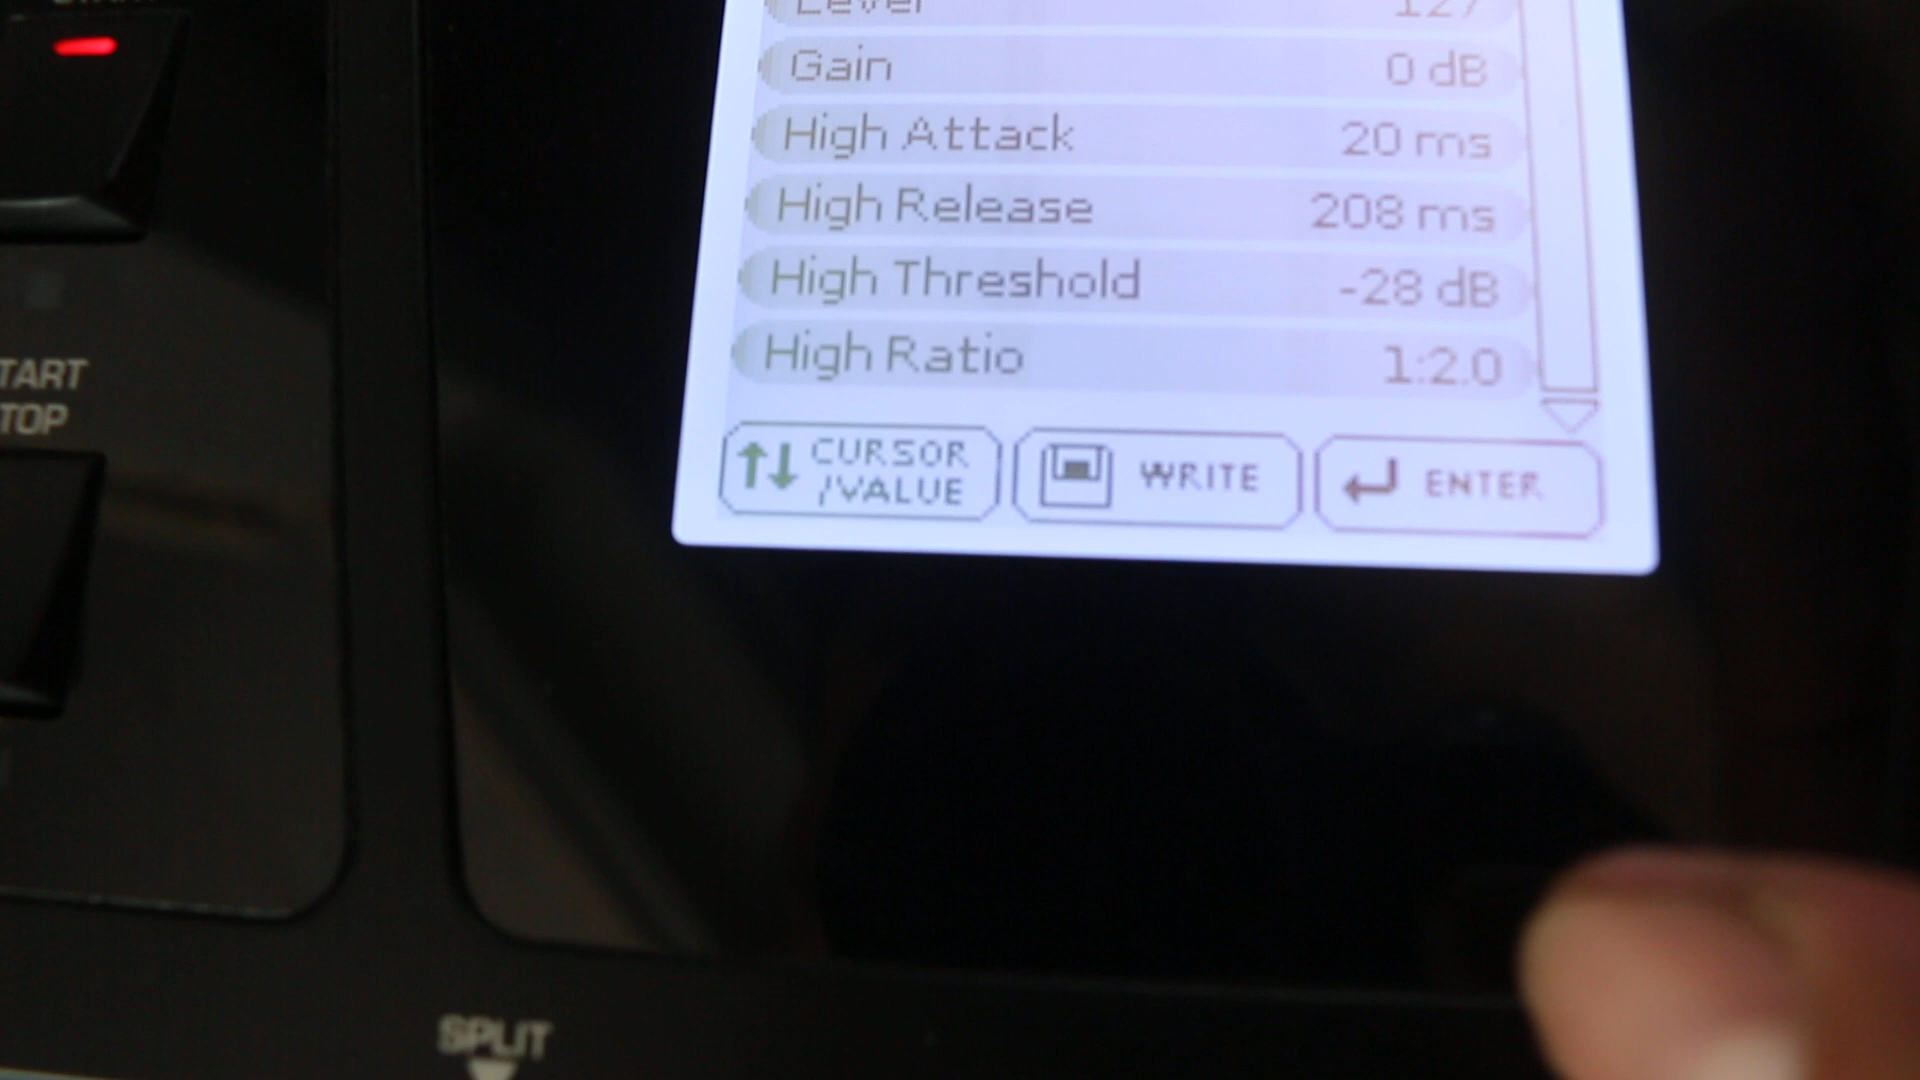 Level 127
Gain 0 dB
High Attack 20 ms
High Release 208 ms
High Threshold -28 dB
High Ratio 1:2.0
CURSOR
/VALUE
WRITE
ENTER
TART
TOP
SPLIT